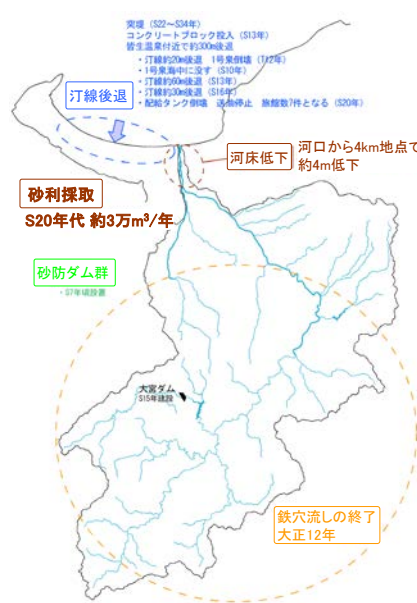 突堤（S22～S34年）
コンクリートブロック投入（S13年）
皆生温泉付近で約300m後退
・汀線約20m後退　1号泉倒壊（T12年）
・1号泉海中に没す（S10年）
・汀線約60m後退（S13年）
・汀線約30m後退（S16年）
・配給タンク倒壊　送湯停止　旅館数7件となる（S20年）
汀線後退
河床低下
河口から4km地点で
約4m低下
砂利採取
S20年代 約3万m³/年
砂防ダム群
・S7年頃設置
大宮ダム
S15年建設
鉄穴流しの終了
大正12年